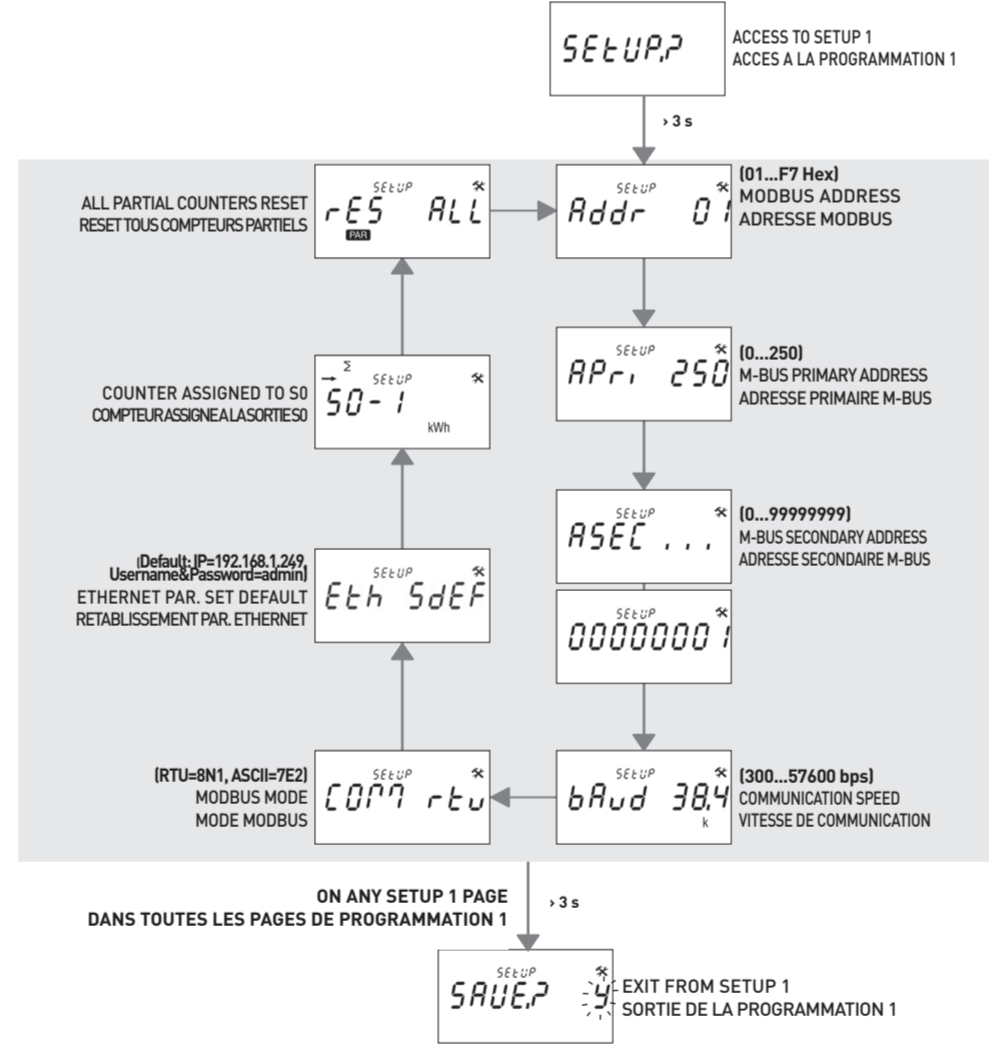 SEtUP,?
ACCESS TO SETUP 1
ACCES A LA PROGRAMMATION 1
› 3 s
ALL PARTIAL COUNTERS RESET
RESET TOUS COMPTEURS PARTIELS
SEtUP
rES ALL
PAR
SEtUP
Addr 01
(01...F7 Hex)
MODBUS ADDRESS
ADRESSE MODBUS
SEtUP
APri 250
(0...250)
M-BUS PRIMARY ADDRESS
ADRESSE PRIMAIRE M-BUS
COUNTER ASSIGNED TO S0
COMPTEUR ASSIGNE A LA SORTIE S0
Σ
→ SEtUP
S0-1
kWh
SEtUP
ASEC ...
(0...99999999)
M-BUS SECONDARY ADDRESS
ADRESSE SECONDAIRE M-BUS
SEtUP
00000001
(Default: IP=192.168.1.249,
Username&Password=admin)
ETHERNET PAR. SET DEFAULT
RETABLISSEMENT PAR. ETHERNET
SEtUP
Eth SdEF
(RTU=8N1, ASCII=7E2)
MODBUS MODE
MODE MODBUS
SEtUP
COM rtu
SEtUP
bAud 38,4
k
(300...57600 bps)
COMMUNICATION SPEED
VITESSE DE COMMUNICATION
ON ANY SETUP 1 PAGE
DANS TOUTES LES PAGES DE PROGRAMMATION 1
› 3 s
SEtUP
SAUE,? y
EXIT FROM SETUP 1
SORTIE DE LA PROGRAMMATION 1